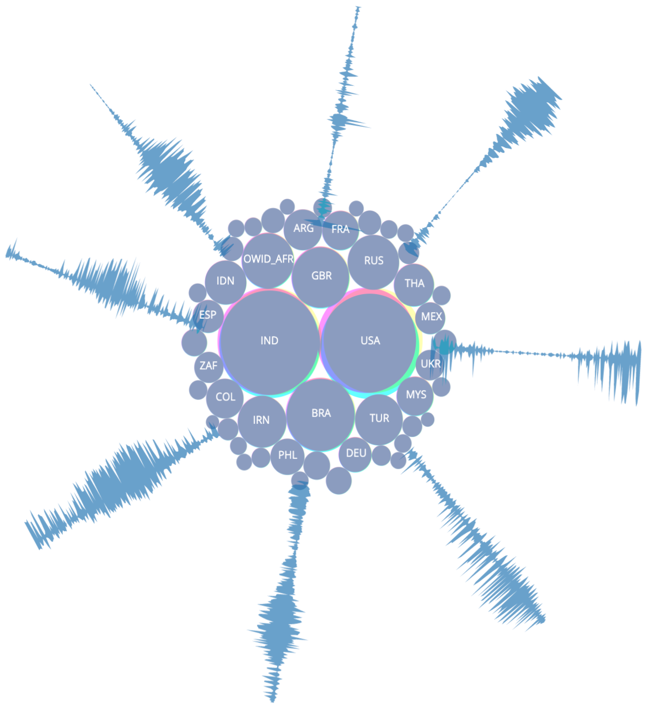 ARG
FRA
OWID_AFR
RUS
GBR
IDN
THA
ESP
MEX
IND
USA
ZAF
UKR
COL
MYS
IRN
BRA
TUR
PHL
DEU